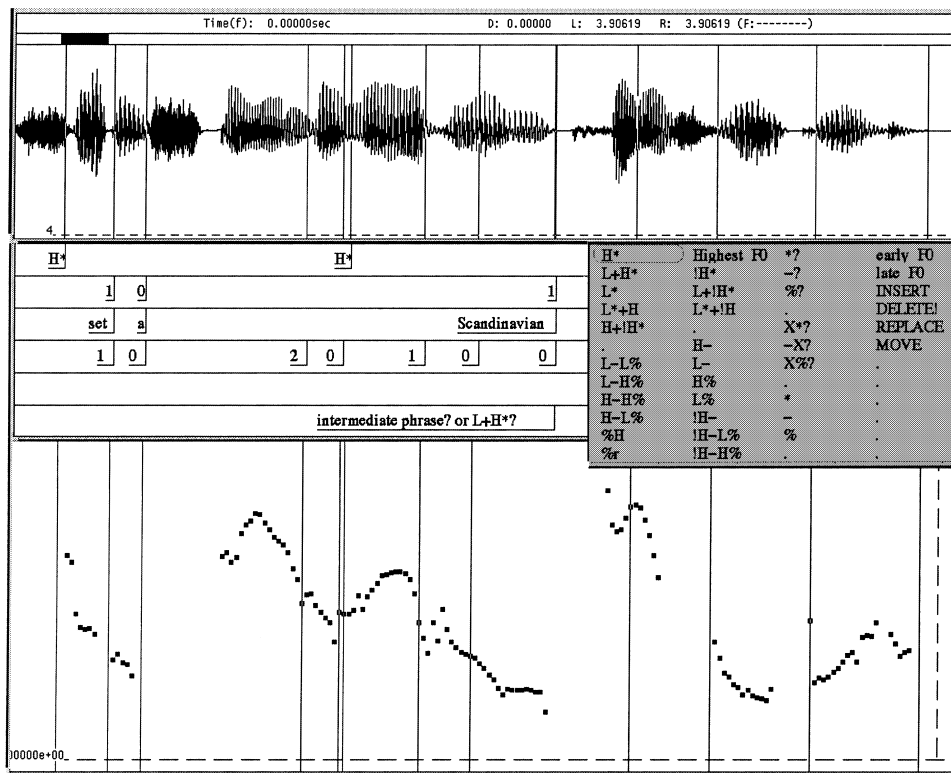 Time(f): 0.00000sec D: 0.00000 L: 3.90619 R: 3.90619 (F:--------)
4
H* H*
1 0 1
set a Scandinavian
1 0 2 0 1 0 0
intermediate phrase? or L+H*?
H* Highest F0 *? early F0
L+H* !H* -? late F0
L* L+!H* %? INSERT
L*+H L*+!H . DELETE!
H+!H* . X*? REPLACE
. H- -X? MOVE
L-L% L- X%? .
L-H% H% . .
H-H% L% * .
H-L% !H- - .
%H !H-L% % .
%r !H-H% . .
00000e+00